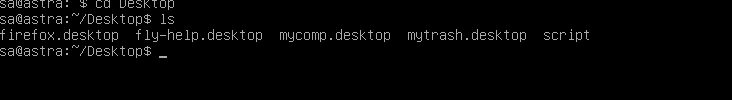 sa@astra: $ cd Desktop
sa@astra:~/Desktop$ ls
firefox.desktop  fly-help.desktop  mycomp.desktop  mytrash.desktop  script
sa@astra:~/Desktop$ _